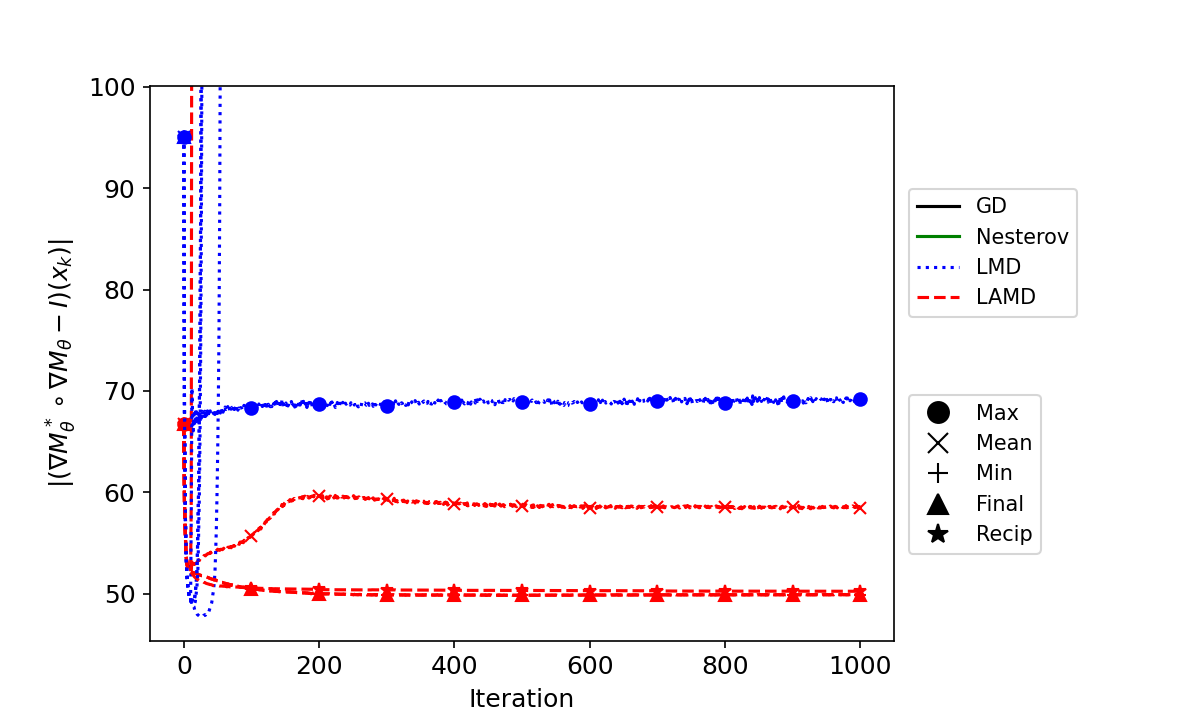 100
90
80
70
60
50
|(∇M*θ ∘ ∇Mθ − I)(xk)|
0
200
400
600
800
1000
Iteration
GD
Nesterov
LMD
LAMD
Max
Mean
Min
Final
Recip